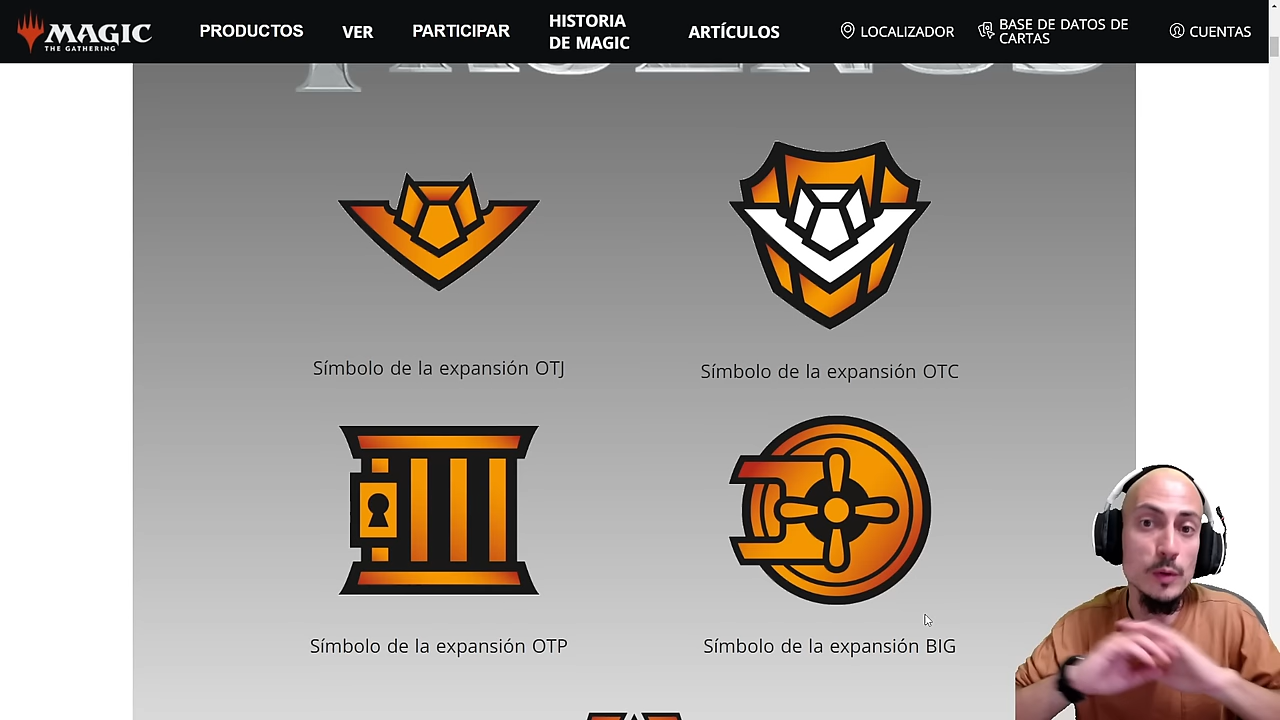 MAGIC
THE GATHERING
PRODUCTOS
VER
PARTICIPAR
HISTORIA
DE MAGIC
ARTÍCULOS
LOCALIZADOR
BASE DE DATOS DE
CARTAS
CUENTAS
Símbolo de la expansión OTJ
Símbolo de la expansión OTC
Símbolo de la expansión OTP
Símbolo de la expansión BIG